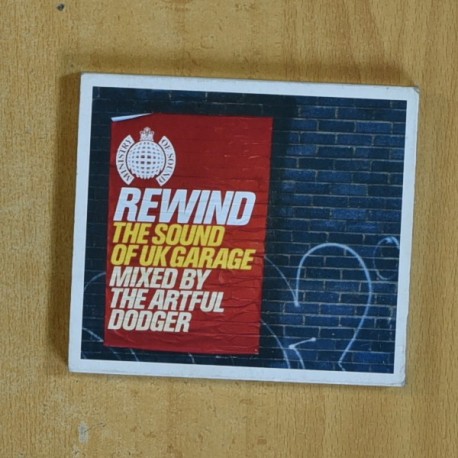 MINISTRY OF SOUND
REWIND
THE SOUND
OF UK GARAGE
MIXED BY
THE ARTFUL
DODGER